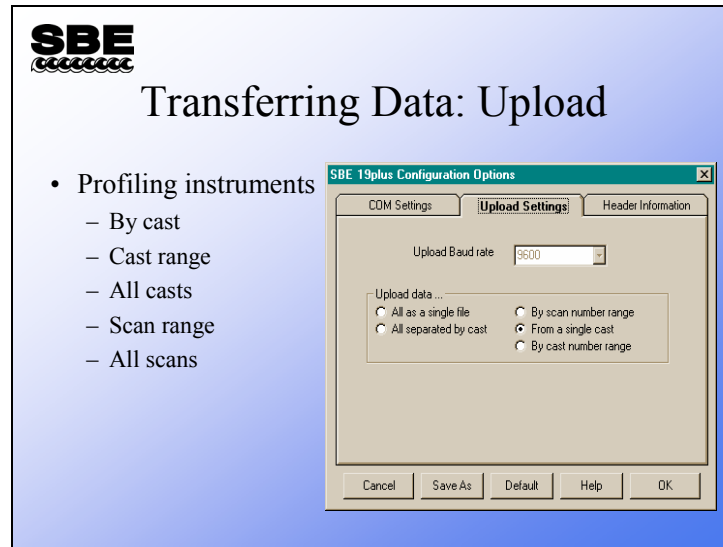 SBE
Transferring Data: Upload
• Profiling instruments
– By cast
– Cast range
– All casts
– Scan range
– All scans
SBE 19plus Configuration Options
COM Settings
Upload Settings
Header Information
Upload Baud rate
9600
Upload data ...
All as a single file
All separated by cast
By scan number range
From a single cast
By cast number range
Cancel
Save As
Default
Help
OK